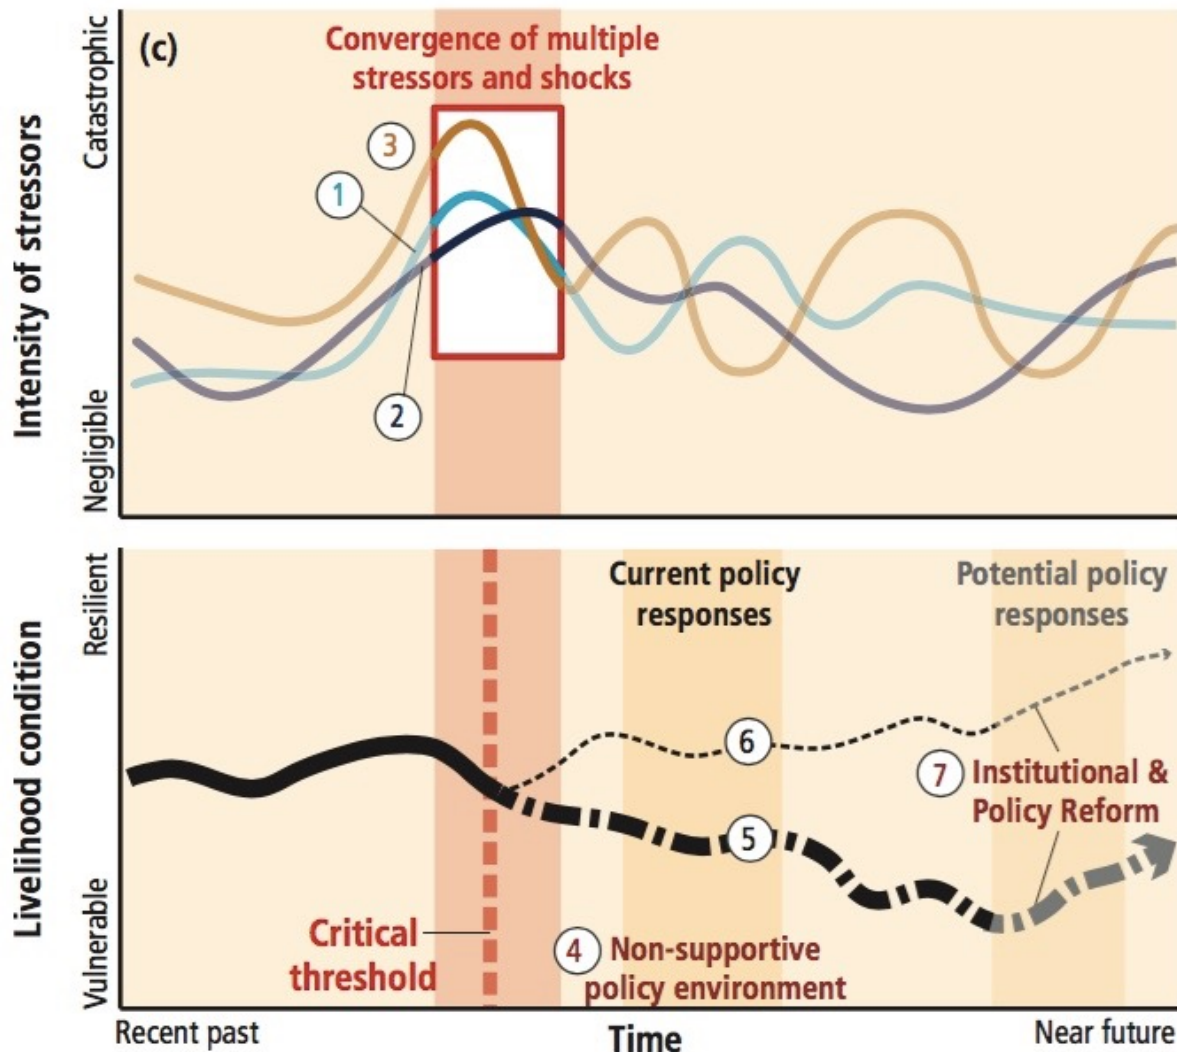 (c)
Convergence of multiple
stressors and shocks
Catastrophic
Intensity of stressors
Negligible
3
1
2
Resilient
Livelihood condition
Vulnerable
Current policy
responses
Potential policy
responses
6
7 Institutional &
Policy Reform
5
Critical
threshold
4 Non-supportive
policy environment
Recent past
Time
Near future